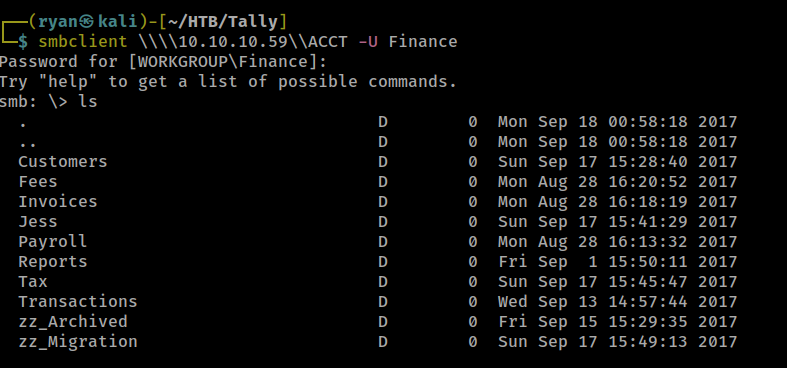 ┌──(ryan㉿kali)-[~/HTB/Tally]
└─$ smbclient \\\\10.10.10.59\\ACCT -U Finance
Password for [WORKGROUP\Finance]:
Try "help" to get a list of possible commands.
smb: \> ls
  .                                   D        0  Mon Sep 18 00:58:18 2017
  ..                                  D        0  Mon Sep 18 00:58:18 2017
  Customers                           D        0  Sun Sep 17 15:28:40 2017
  Fees                                D        0  Mon Aug 28 16:20:52 2017
  Invoices                            D        0  Mon Aug 28 16:18:19 2017
  Jess                                D        0  Sun Sep 17 15:41:29 2017
  Payroll                             D        0  Mon Aug 28 16:13:32 2017
  Reports                             D        0  Fri Sep  1 15:50:11 2017
  Tax                                 D        0  Sun Sep 17 15:45:47 2017
  Transactions                        D        0  Wed Sep 13 14:57:44 2017
  zz_Archived                         D        0  Fri Sep 15 15:29:35 2017
  zz_Migration                        D        0  Sun Sep 17 15:49:13 2017